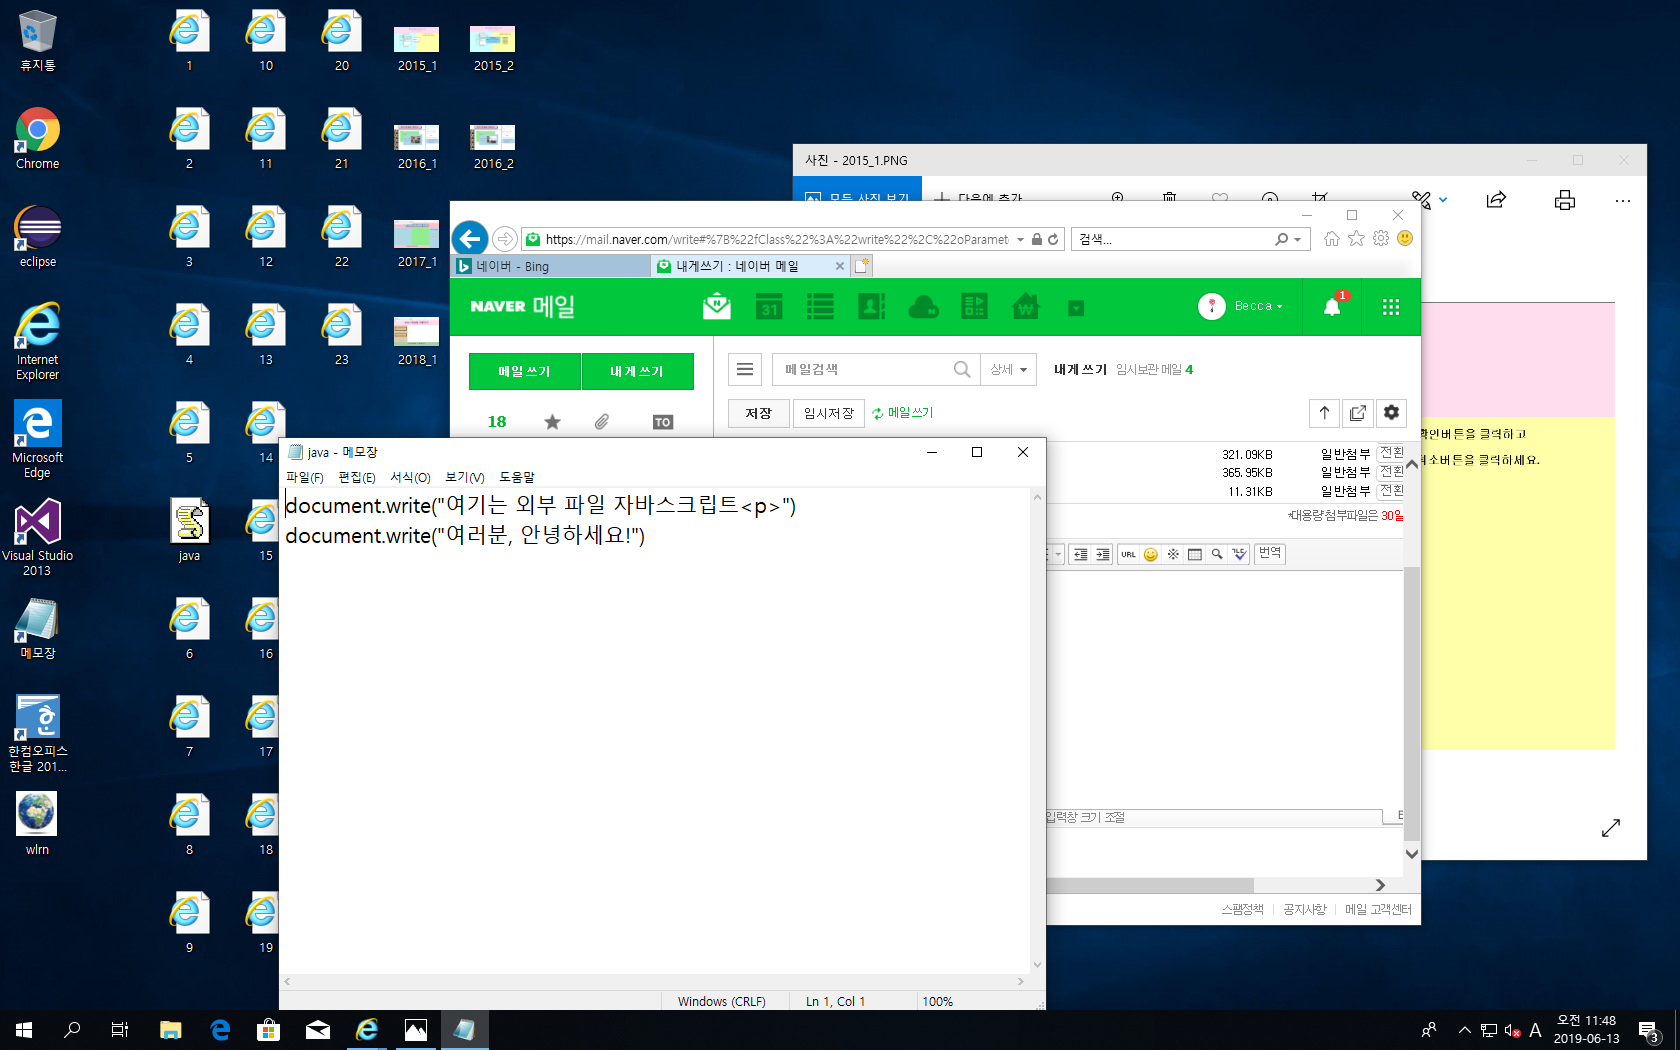 휴지통
Chrome
eclipse
Internet
Explorer
Microsoft
Edge
Visual Studio
2013
메모장
한컴오피스
한글 201...
wlrn
1
2
3
4
5
java
6
7
8
9
10
11
12
13
14
15
16
17
18
19
20
21
22
23
2015_1
2016_1
2017_1
2018_1
2015_2
2016_2
사진 - 2015_1.PNG
모든 사진 보기
다음에 추가
확인버튼을 클릭하고
취소버튼을 클릭하세요.
https://mail.naver.com/write#%7B%22fClass%22%3A%22write%22%2C%22oParamet
검색...
네이버 - Bing
내게쓰기 : 네이버 메일
NAVER 메일
31
Becca
1
메일쓰기
내게쓰기
메일검색
상세
내게쓰기 임시보관메일 4
18
TO
저장
임시저장
메일쓰기
321.09KB 일반첨부 전환
365.95KB 일반첨부 전환
11.31KB 일반첨부 전환
*대용량첨부파일은 30일
URL
번역
입력창 크기 조절
스팸정책
공지사항
메일 고객센터
java - 메모장
파일(F) 편집(E) 서식(O) 보기(V) 도움말
document.write("여기는 외부 파일 자바스크립트<p>")
document.write("여러분, 안녕하세요!")
Windows (CRLF)
Ln 1, Col 1
100%
A
오전 11:48
2019-06-13
3